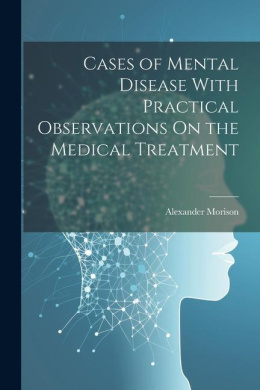 Cases of Mental
Disease With
Practical
Observations On the
Medical Treatment
Alexander Morison